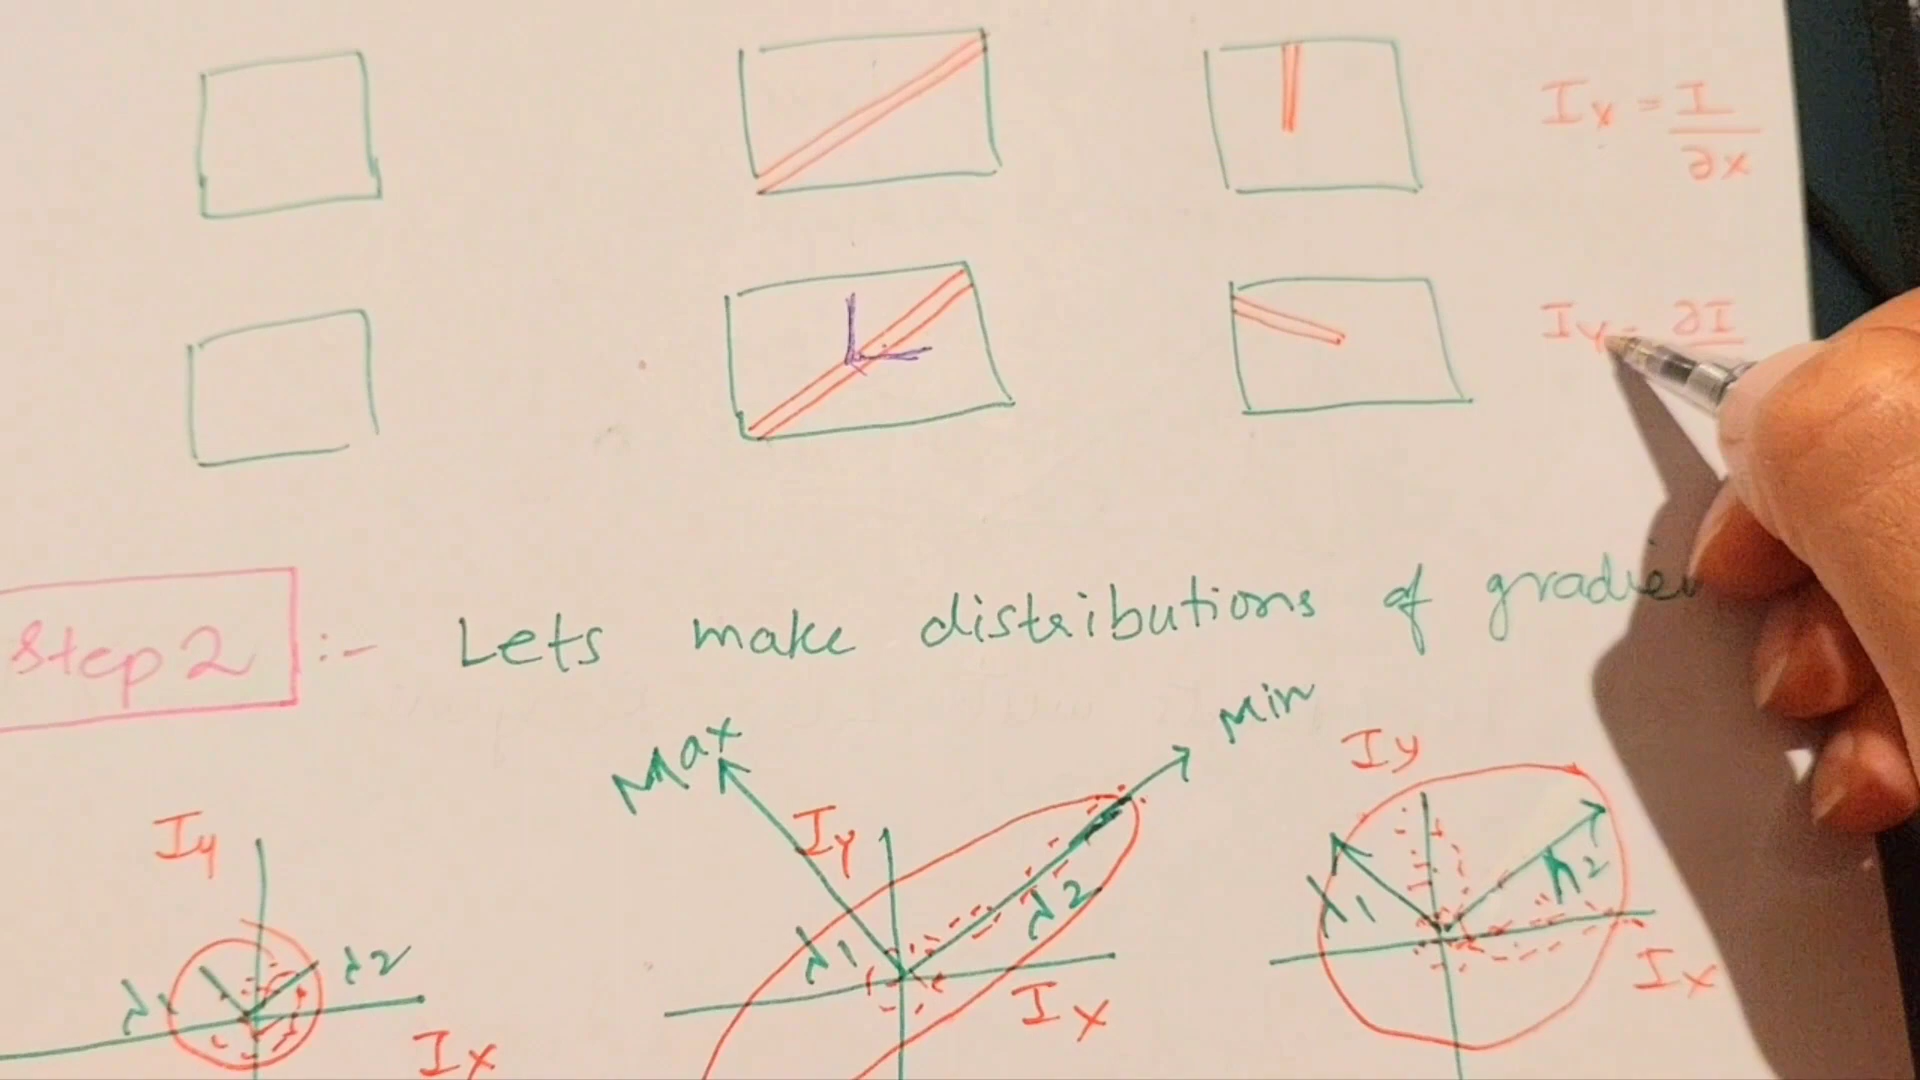 Ix = I
∂x
Iy = ∂I
Step 2 :- Lets make distributions of gradien
Max
Min
Iy
Iy
Iy
λ1
λ2
Ix
λ1
λ2
Ix
λ1
λ2
Ix